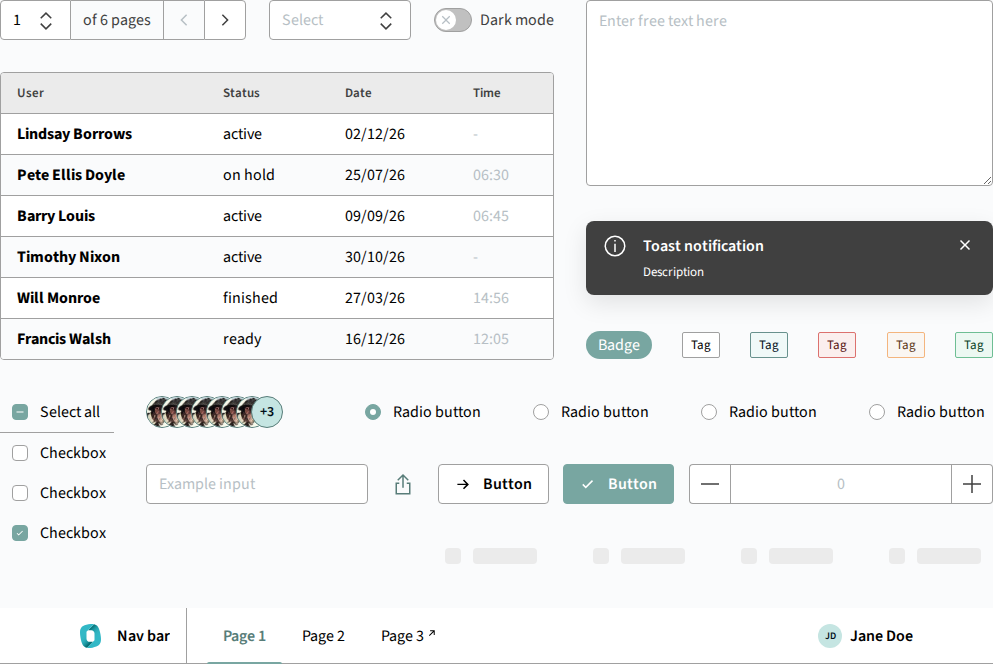 1 of 6 pages
Select
Dark mode
Enter free text here
User Status Date Time
Lindsay Borrows active 02/12/26 -
Pete Ellis Doyle on hold 25/07/26 06:30
Barry Louis active 09/09/26 06:45
Timothy Nixon active 30/10/26 -
Will Monroe finished 27/03/26 14:56
Francis Walsh ready 16/12/26 12:05
Toast notification
Description
Badge Tag Tag Tag Tag Tag
Select all
+3
Radio button Radio button Radio button Radio button
Checkbox
Checkbox
Checkbox
Example input
Button Button
0
Nav bar Page 1 Page 2 Page 3 ↗
JD Jane Doe